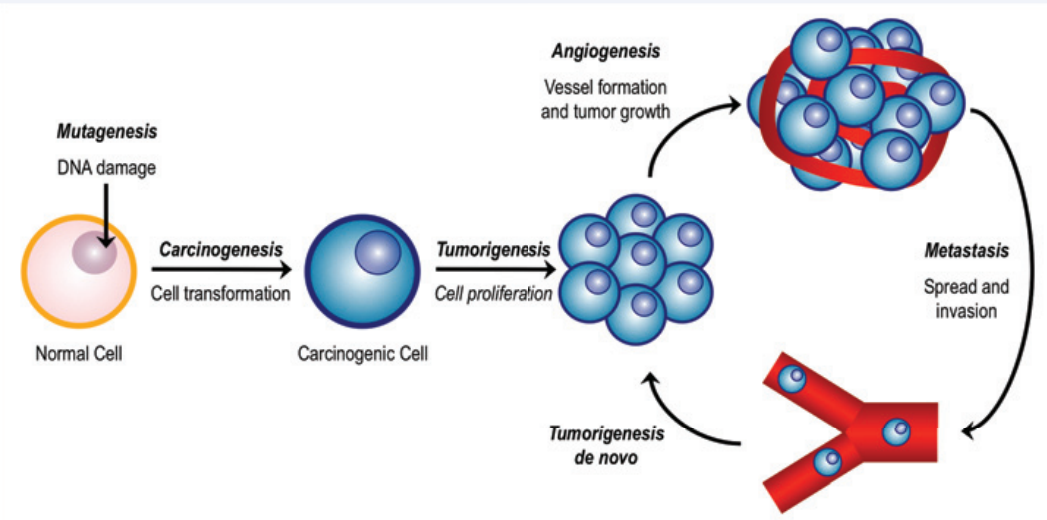 Mutagenesis
DNA damage
Normal Cell
Carcinogenesis
Cell transformation
Carcinogenic Cell
Tumorigenesis
Cell proliferation
Angiogenesis
Vessel formation
and tumor growth
Metastasis
Spread and
invasion
Tumorigenesis
de novo